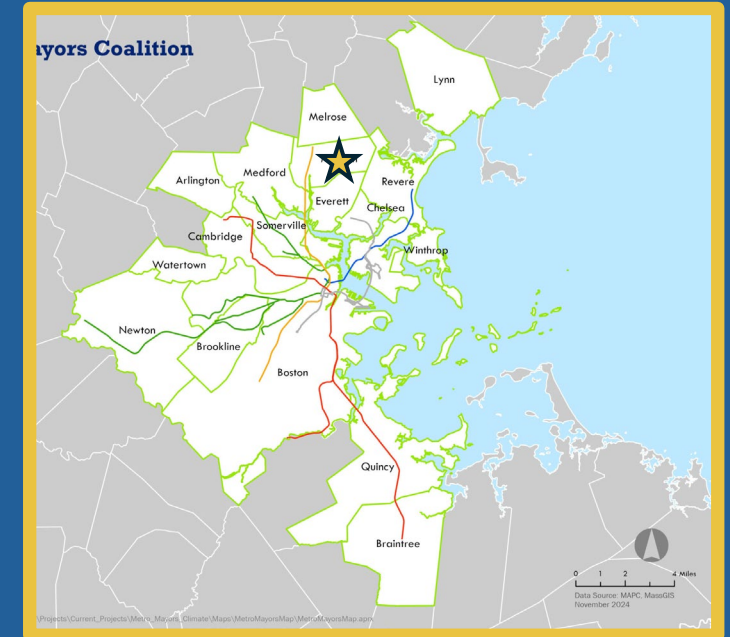 ayors Coalition
Lynn
Melrose
Medford
Arlington
Revere
Everett
Chelsea
Somerville
Cambridge
Winthrop
Watertown
Newton
Brookline
Boston
Quincy
Braintree
0 1 2 4 Miles
Data Source: MAPC, MassGIS
November 2024
\Projects\Current_Projects\Metro_Mayors_Climate\Maps\MetroMayorsMap\MetroMayorsMap.aprx